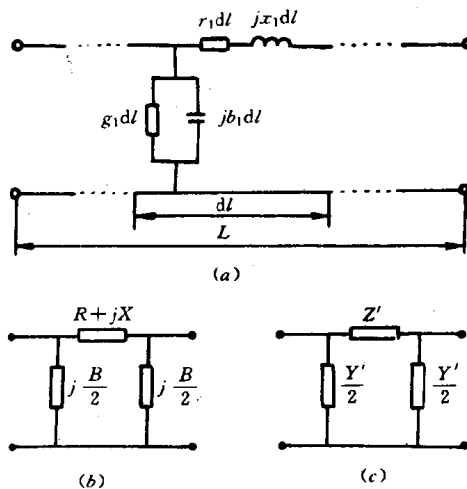 r₁dl jx₁dl
g₁dl jb₁dl
dl
L
(a)
R+jX
j B/2 j B/2
(b)
Z′
Y′/2 Y′/2
(c)